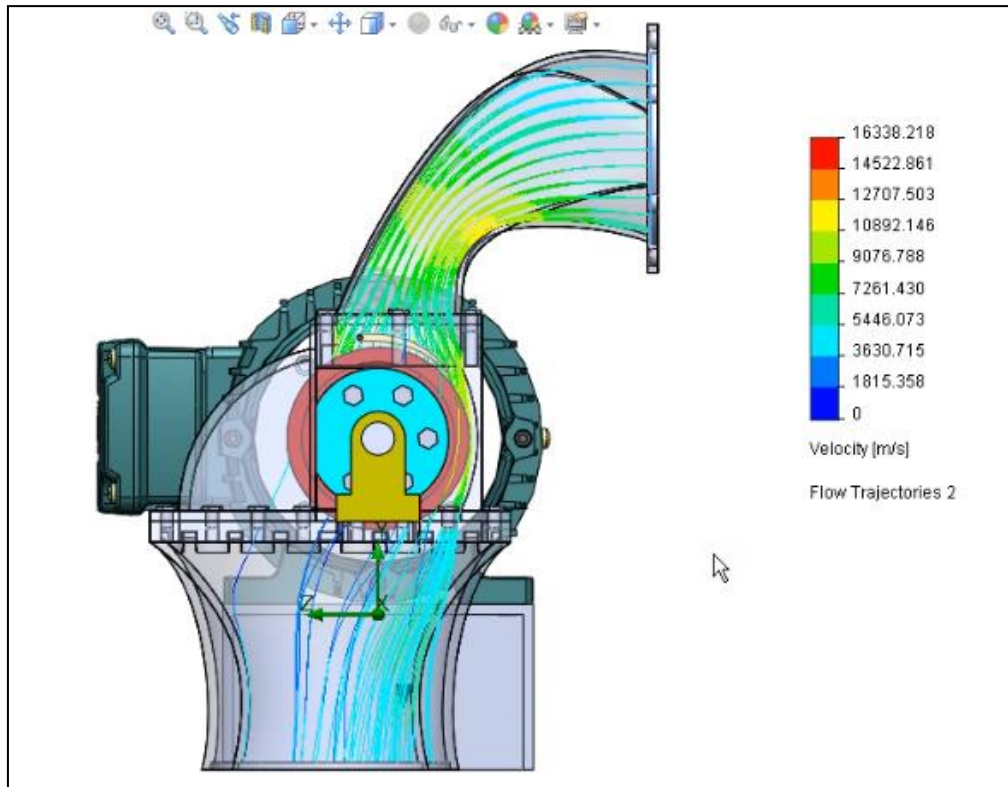 16338.218
14522.861
12707.503
10892.146
9076.788
7261.430
5446.073
3630.715
1815.358
0
Velocity [m/s]
Flow Trajectories 2
Y
Z
X